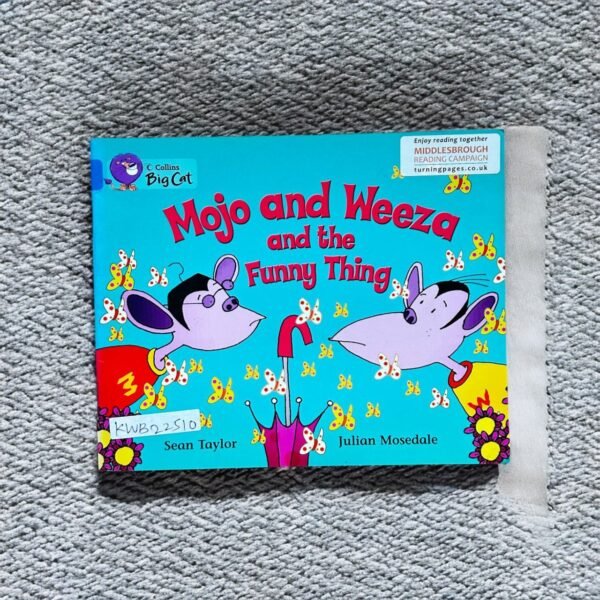 Enjoy reading together
MIDDLESBROUGH
READING CAMPAIGN
turningpages.co.uk
Collins
Big Cat
Mojo and Weeza
and the
Funny Thing
M
W
KWB22510
Sean Taylor
Julian Mosedale